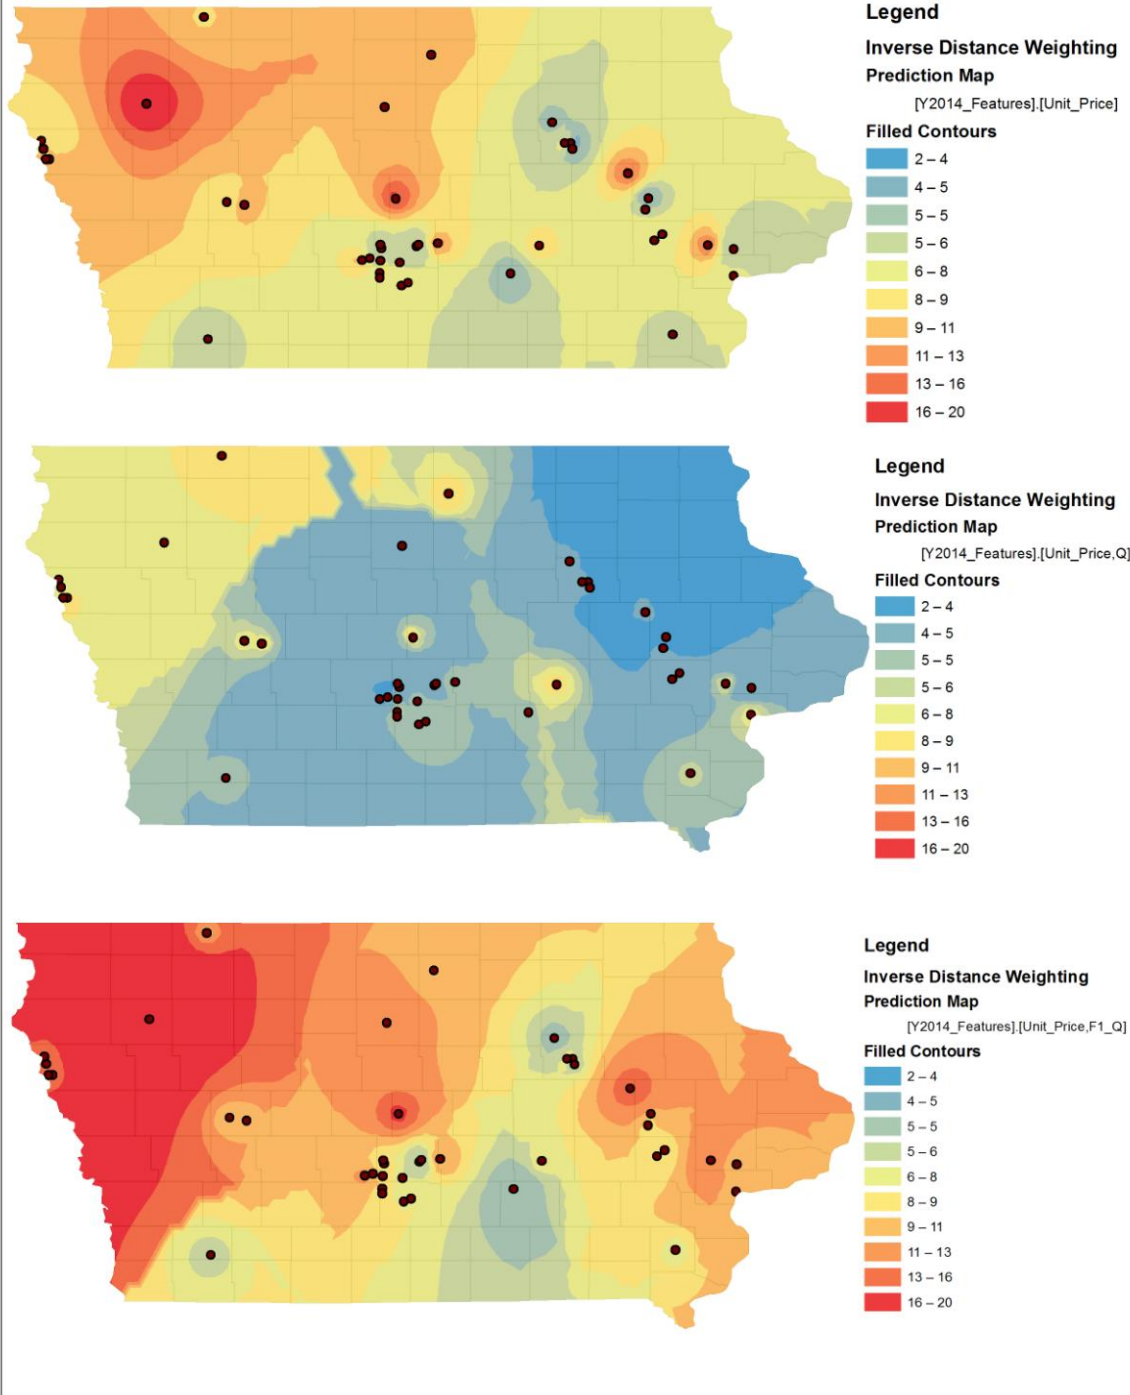 Legend
Inverse Distance Weighting
Prediction Map
[Y2014_Features].[Unit_Price]
Filled Contours
2 – 4
4 – 5
5 – 5
5 – 6
6 – 8
8 – 9
9 – 11
11 – 13
13 – 16
16 – 20
Legend
Inverse Distance Weighting
Prediction Map
[Y2014_Features].[Unit_Price,Q]
Filled Contours
2 – 4
4 – 5
5 – 5
5 – 6
6 – 8
8 – 9
9 – 11
11 – 13
13 – 16
16 – 20
Legend
Inverse Distance Weighting
Prediction Map
[Y2014_Features].[Unit_Price,F1_Q]
Filled Contours
2 – 4
4 – 5
5 – 5
5 – 6
6 – 8
8 – 9
9 – 11
11 – 13
13 – 16
16 – 20